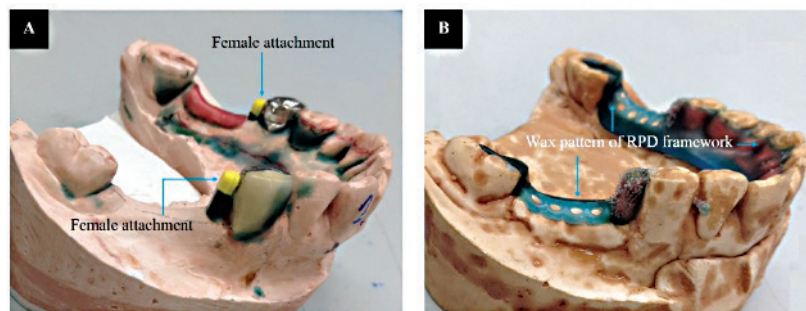 A
Female attachment
Female attachment
B
Wax pattern of RPD framework